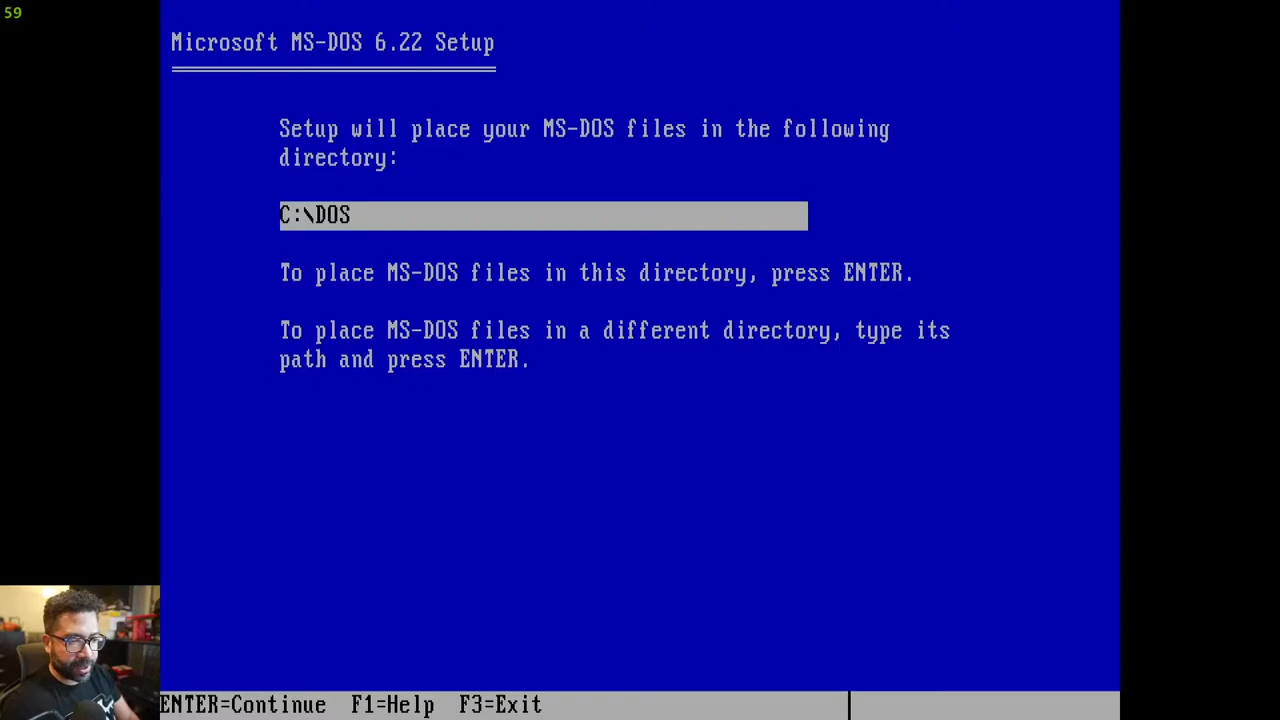 59
Microsoft MS-DOS 6.22 Setup
Setup will place your MS-DOS files in the following
directory:
C:\DOS
To place MS-DOS files in this directory, press ENTER.
To place MS-DOS files in a different directory, type its
path and press ENTER.
ENTER=Continue F1=Help F3=Exit